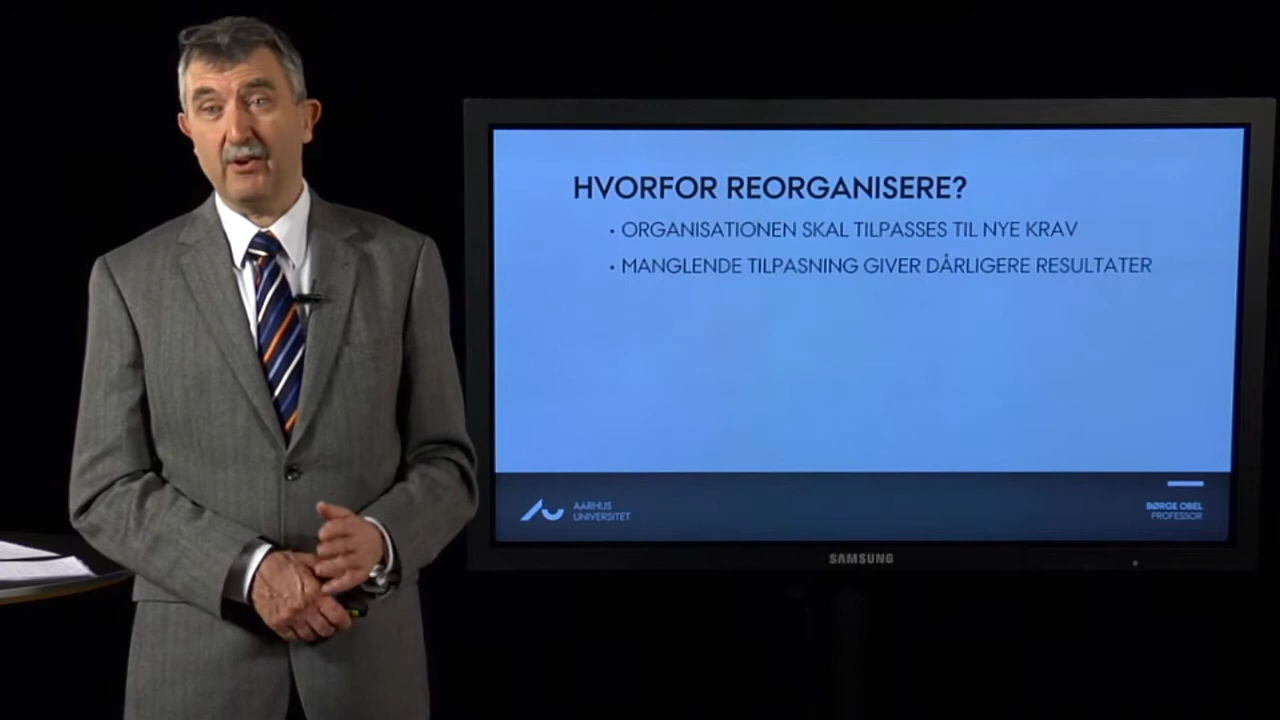 HVORFOR REORGANISERE?
• ORGANISATIONEN SKAL TILPASSES TIL NYE KRAV
• MANGLENDE TILPASNING GIVER DÅRLIGERE RESULTATER
AARHUS
UNIVERSITET
BØRGE OBEL
PROFESSOR
SAMSUNG